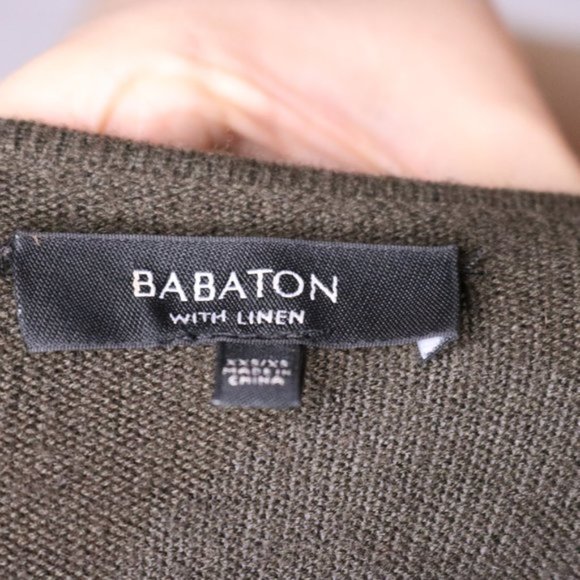 BABATON
WITH LINEN
XXS/XS
MADE IN
CHINA